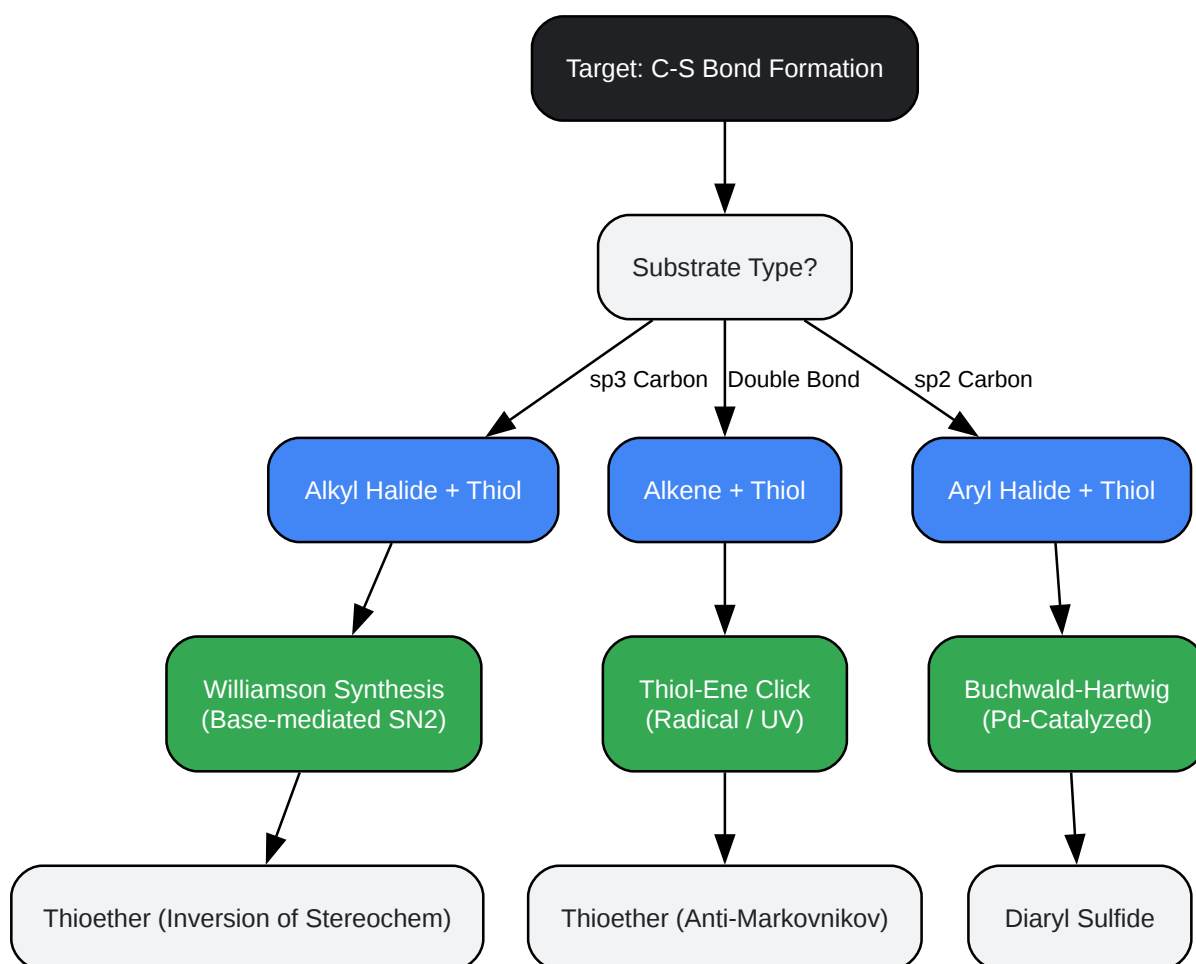 Target: C-S Bond Formation
Substrate Type?
sp3 Carbon
Double Bond
sp2 Carbon
Alkyl Halide + Thiol
Alkene + Thiol
Aryl Halide + Thiol
Williamson Synthesis
(Base-mediated SN2)
Thiol-Ene Click
(Radical / UV)
Buchwald-Hartwig
(Pd-Catalyzed)
Thioether (Inversion of Stereochem)
Thioether (Anti-Markovnikov)
Diaryl Sulfide